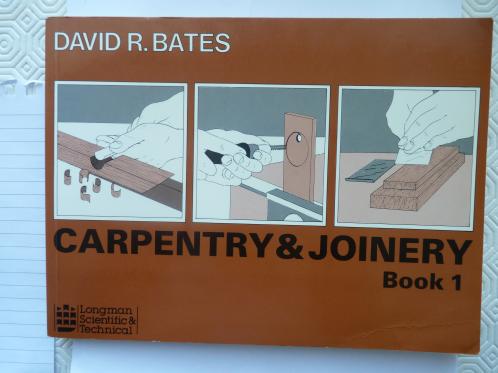 DAVID R. BATES
CARPENTRY & JOINERY
Book 1
Longman
Scientific &
Technical